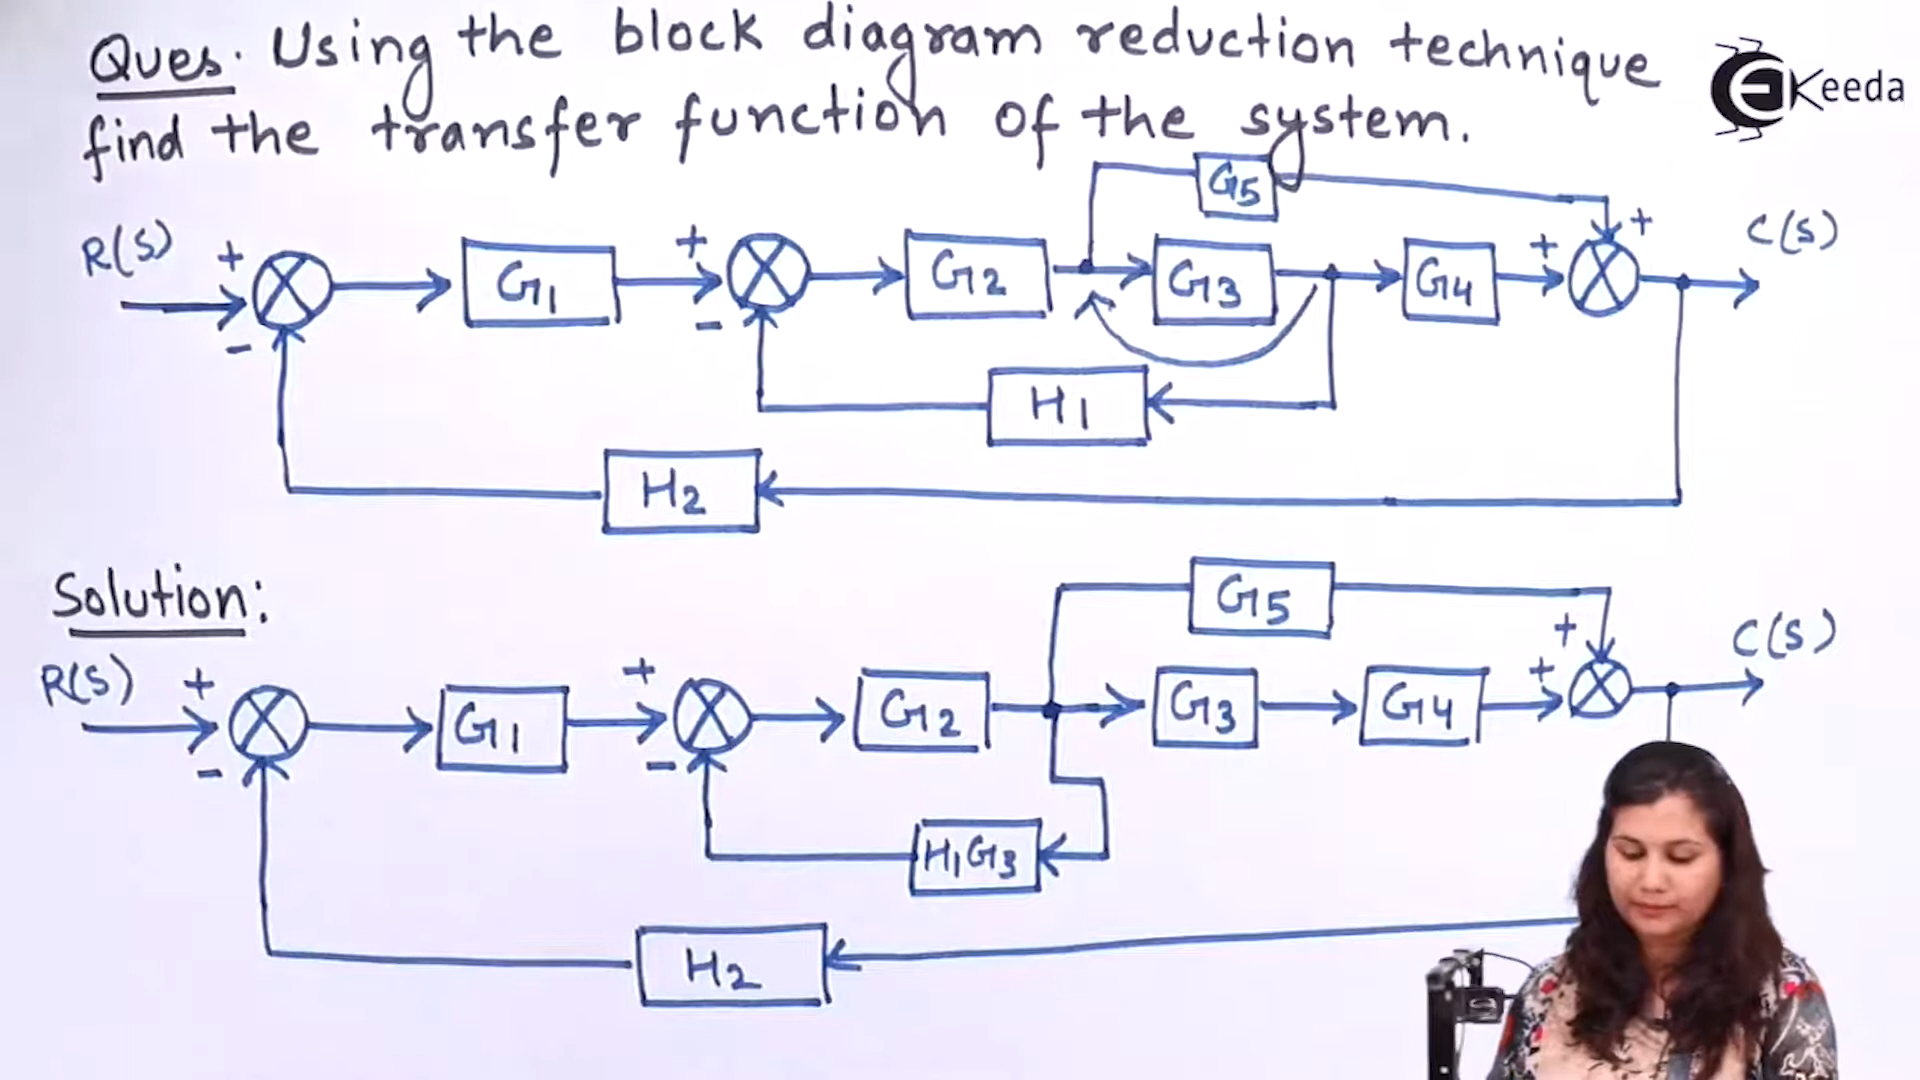 Ques. Using the block diagram reduction technique
find the transfer function of the system.
EKeeda
G5
R(S) + G1 + G2 G3 + G4 + C(S)
- -
H1
H2
Solution:
G5
R(S) + G1 + G2 G3 G4 + + C(S)
- -
H1G3
H2